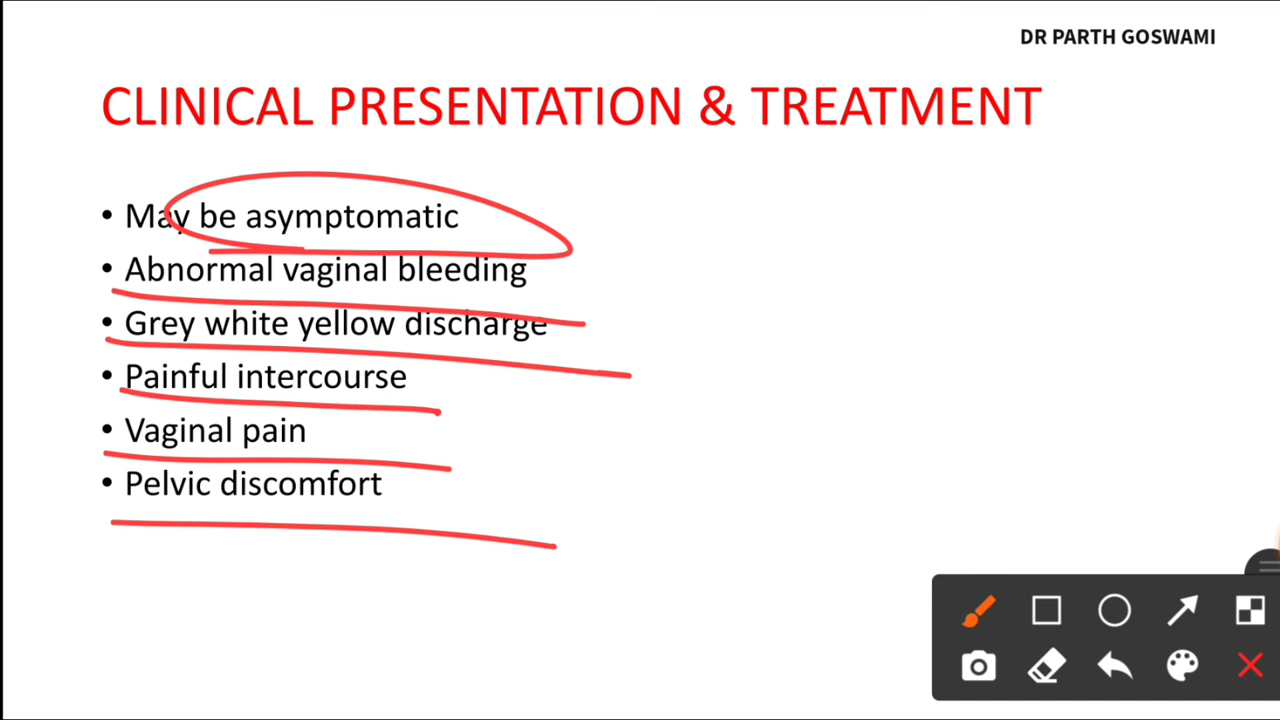 DR PARTH GOSWAMI
CLINICAL PRESENTATION & TREATMENT
• May be asymptomatic
• Abnormal vaginal bleeding
• Grey white yellow discharge
• Painful intercourse
• Vaginal pain
• Pelvic discomfort